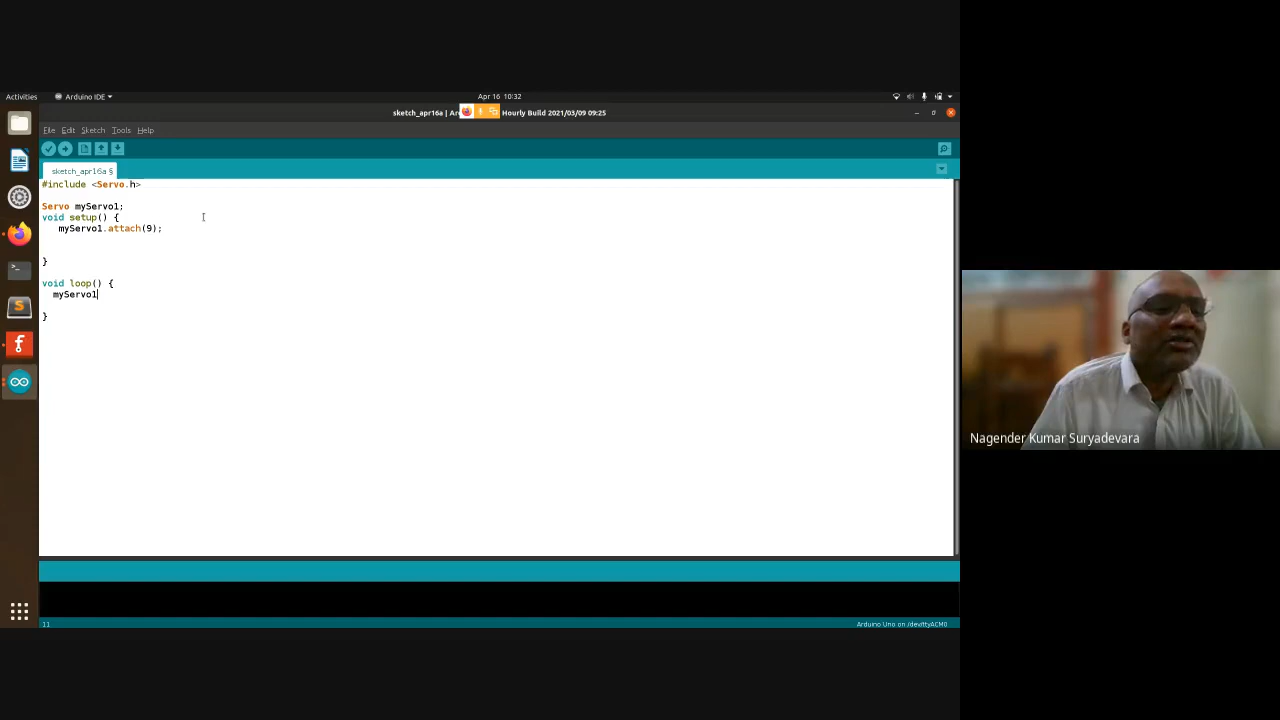 Activities
Arduino IDE
Apr 16 10:32
sketch_apr16a | Ar
Hourly Build 2021/03/09 09:25
File Edit Sketch Tools Help
sketch_apr16a §
#include <Servo.h>
Servo myServo1;
void setup() {
myServo1.attach(9);
}
void loop() {
myServo1
}
11
Arduino Uno on /dev/ttyACM0
Nagender Kumar Suryadevara